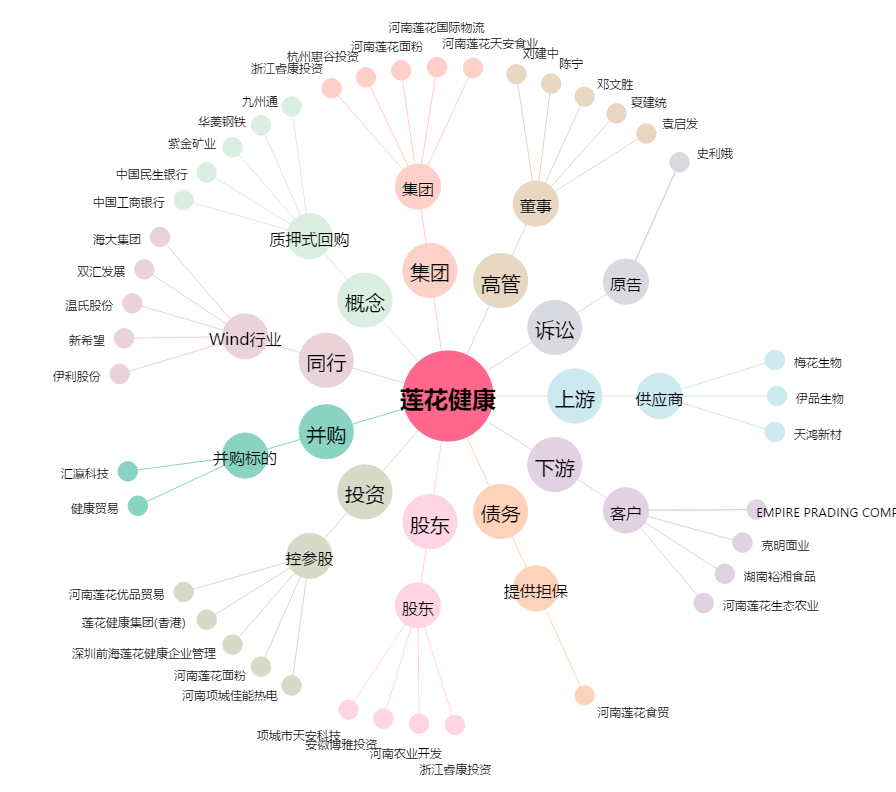 河南莲花国际物流
河南莲花天安食业
河南莲花面粉
杭州惠谷投资
浙江睿康投资
刘建中
陈宁
邓文胜
夏建统
袁启发
史利娥
九州通
华菱钢铁
紫金矿业
中国民生银行
中国工商银行
集团
董事
质押式回购
集团
高管
原告
概念
诉讼
海大集团
双汇发展
温氏股份
新希望
伊利股份
Wind行业
同行
莲花健康
上游
供应商
梅花生物
伊品生物
天鸿新材
并购
并购标的
汇瀛科技
健康贸易
下游
客户
EMPIRE PRADING COMP
克明面业
湖南裕湘食品
河南莲花生态农业
投资
股东
债务
控参股
股东
提供担保
河南莲花优品贸易
莲花健康集团(香港)
深圳前海莲花健康企业管理
河南莲花面粉
河南项城佳能热电
项城市天安科技
安徽博雅投资
河南农业开发
浙江睿康投资
河南莲花食贸